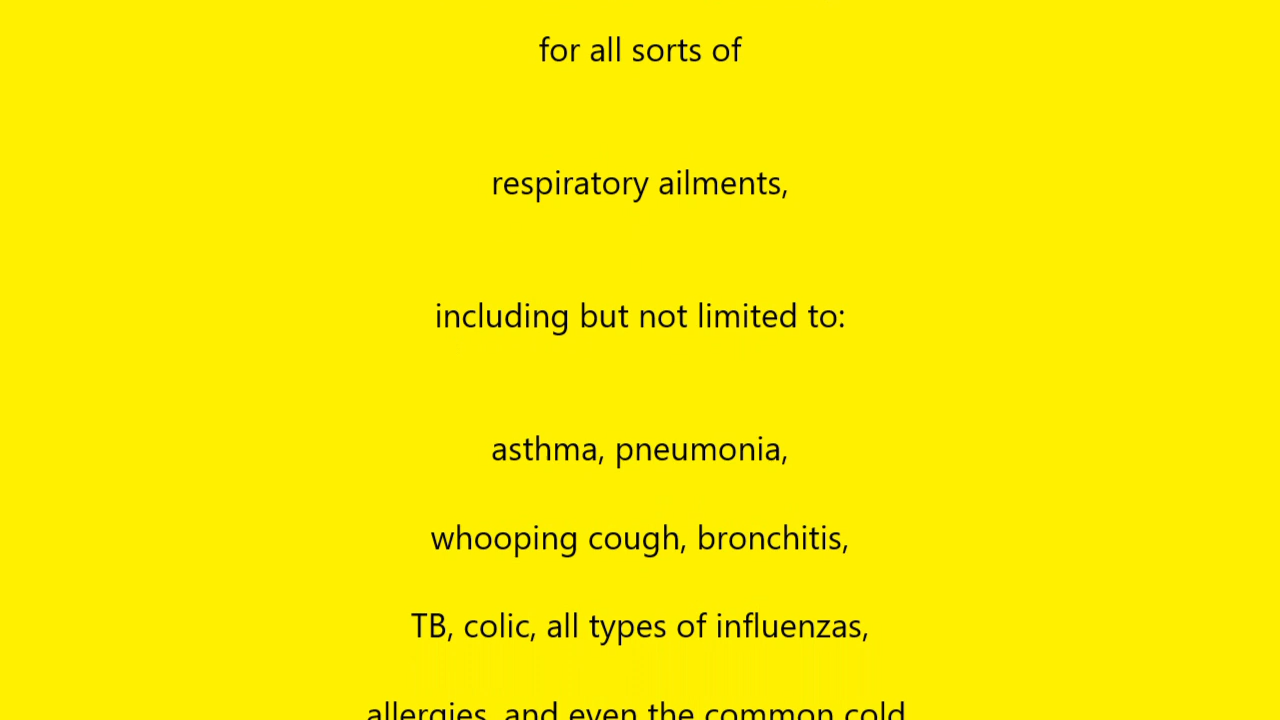 for all sorts of
respiratory ailments,
including but not limited to:
asthma, pneumonia,
whooping cough, bronchitis,
TB, colic, all types of influenzas,
allergies, and even the common cold